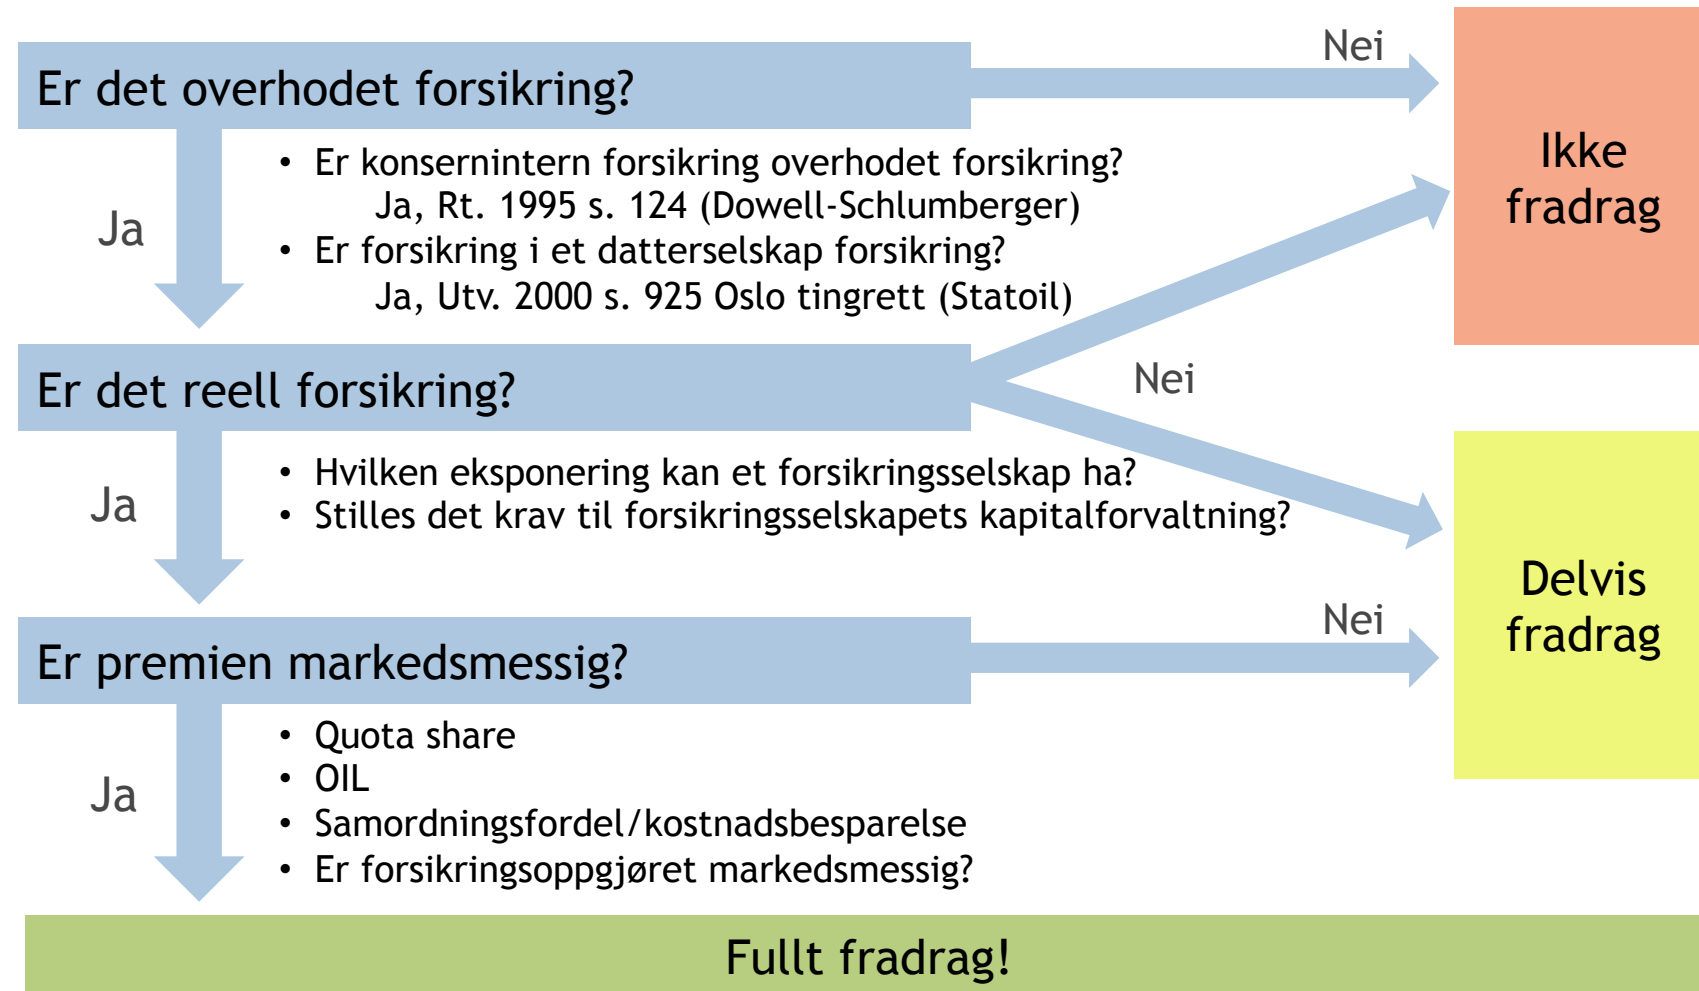 Nei
Er det overhodet forsikring?
• Er konsernintern forsikring overhodet forsikring?
Ja, Rt. 1995 s. 124 (Dowell-Schlumberger)
• Er forsikring i et datterselskap forsikring?
Ja, Utv. 2000 s. 925 Oslo tingrett (Statoil)
Ja
Ikke
fradrag
Er det reell forsikring?
Nei
• Hvilken eksponering kan et forsikringsselskap ha?
• Stilles det krav til forsikringsselskapets kapitalforvaltning?
Ja
Delvis
fradrag
Nei
Er premien markedsmessig?
• Quota share
• OIL
• Samordningsfordel/kostnadsbesparelse
• Er forsikringsoppgjøret markedsmessig?
Ja
Fullt fradrag!